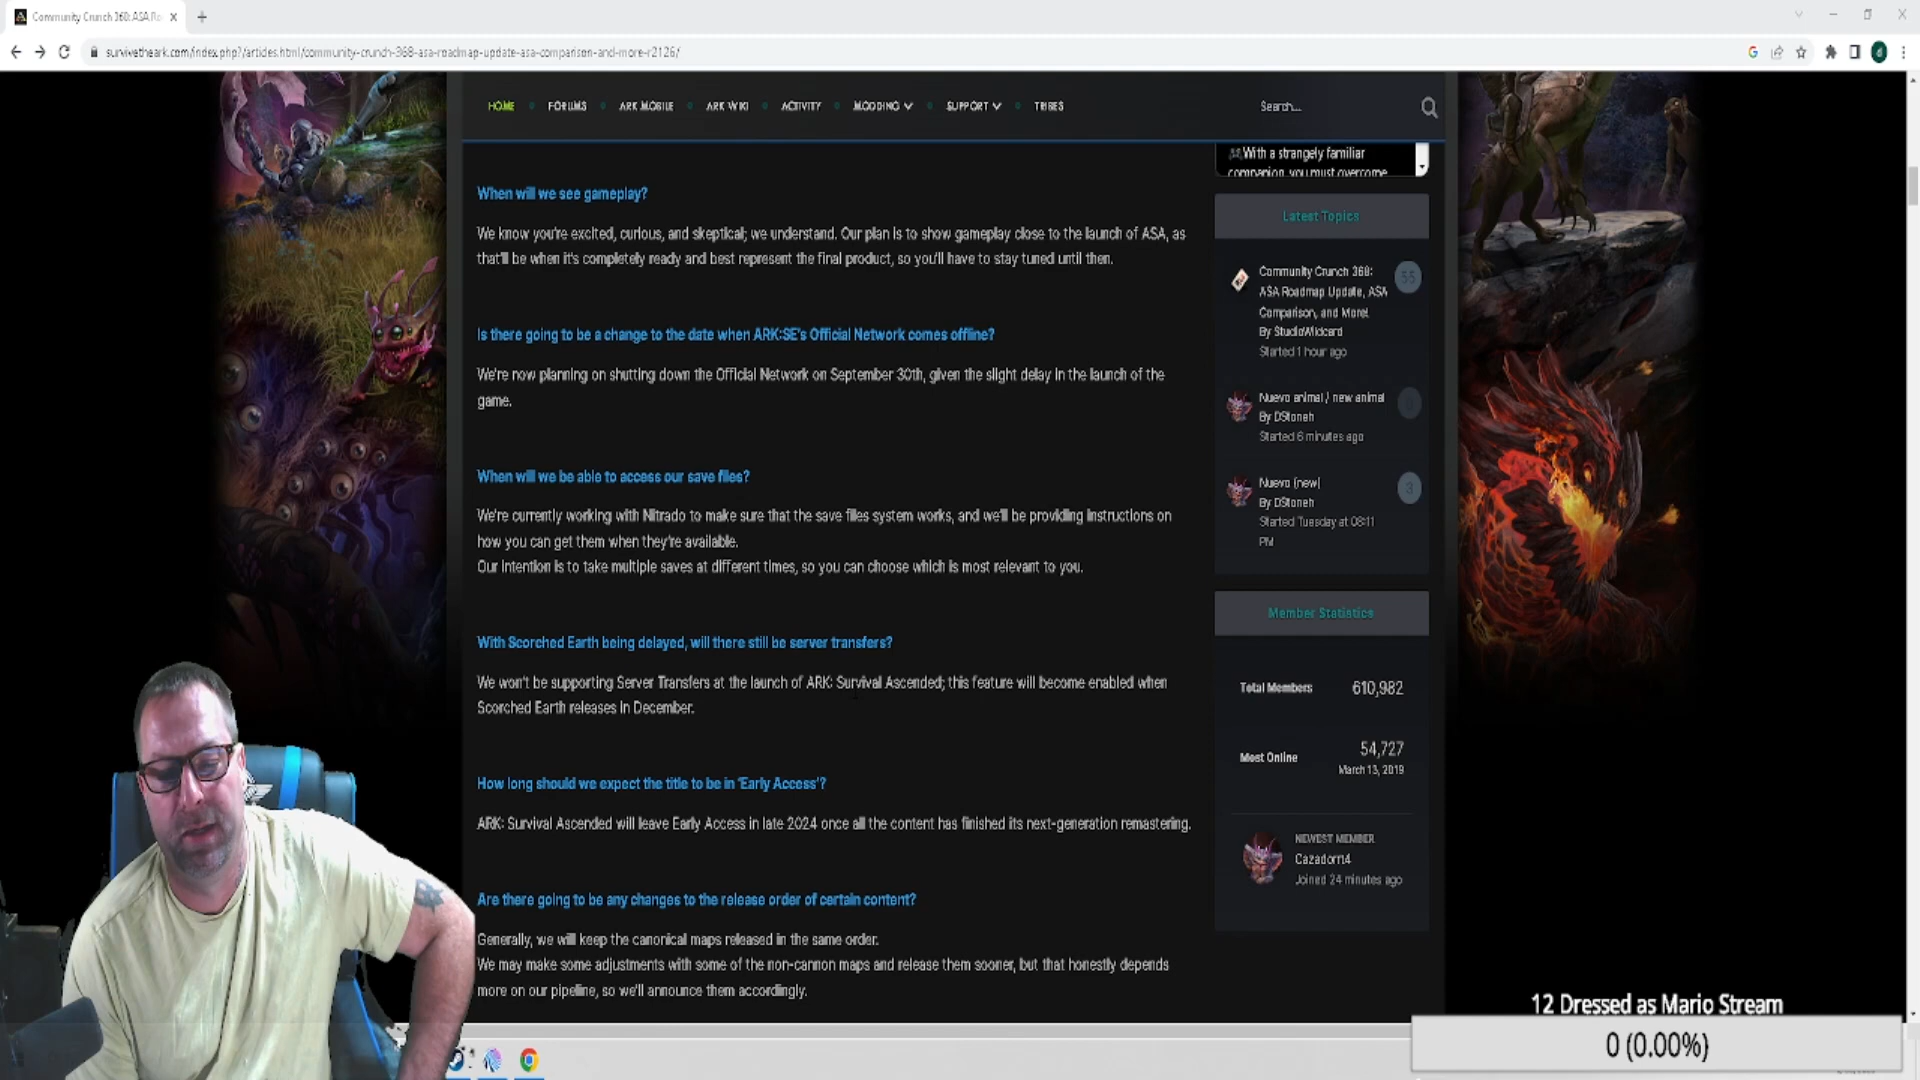 Community Crunch 368: ASA Ro
survivetheark.com/index.php?/articles.html/community-crunch-368-asa-roadmap-update-asa-comparison-and-more-r2126/
HOME
FORUMS
ARK MOBILE
ARK WIKI
ACTIVITY
MODDING
SUPPORT
TRIBES
Search...
With a strangely familiar
companion, you must overcome
When will we see gameplay?
We know you're excited, curious, and skeptical; we understand. Our plan is to show gameplay close to the launch of ASA, as
that'll be when it's completely ready and best represent the final product, so you'll have to stay tuned until then.
Is there going to be a change to the date when ARK:SE's Official Network comes offline?
We're now planning on shutting down the Official Network on September 30th, given the slight delay in the launch of the
game.
When will we be able to access our save files?
We're currently working with Nitrado to make sure that the save files system works, and we'll be providing instructions on
how you can get them when they're available.
Our intention is to take multiple saves at different times, so you can choose which is most relevant to you.
With Scorched Earth being delayed, will there still be server transfers?
We won't be supporting Server Transfers at the launch of ARK: Survival Ascended; this feature will become enabled when
Scorched Earth releases in December.
How long should we expect the title to be in 'Early Access'?
ARK: Survival Ascended will leave Early Access in late 2024 once all the content has finished its next-generation remastering.
Are there going to be any changes to the release order of certain content?
Generally, we will keep the canonical maps released in the same order.
We may make some adjustments with some of the non-cannon maps and release them sooner, but that honestly depends
more on our pipeline, so we'll announce them accordingly.
Latest Topics
Community Crunch 368:
ASA Roadmap Update, ASA
Comparison, and More!
By StudioWildcard
Started 1 hour ago
55
Nuevo animal / new animal
By DStoneh
Started 6 minutes ago
Nuevo (new)
By DStoneh
Started Tuesday at 08:11
PM
3
Member Statistics
Total Members
610,982
Most Online
54,727
March 13, 2019
NEWEST MEMBER
Cazadorn4
Joined 24 minutes ago
12 Dressed as Mario Stream
0 (0.00%)